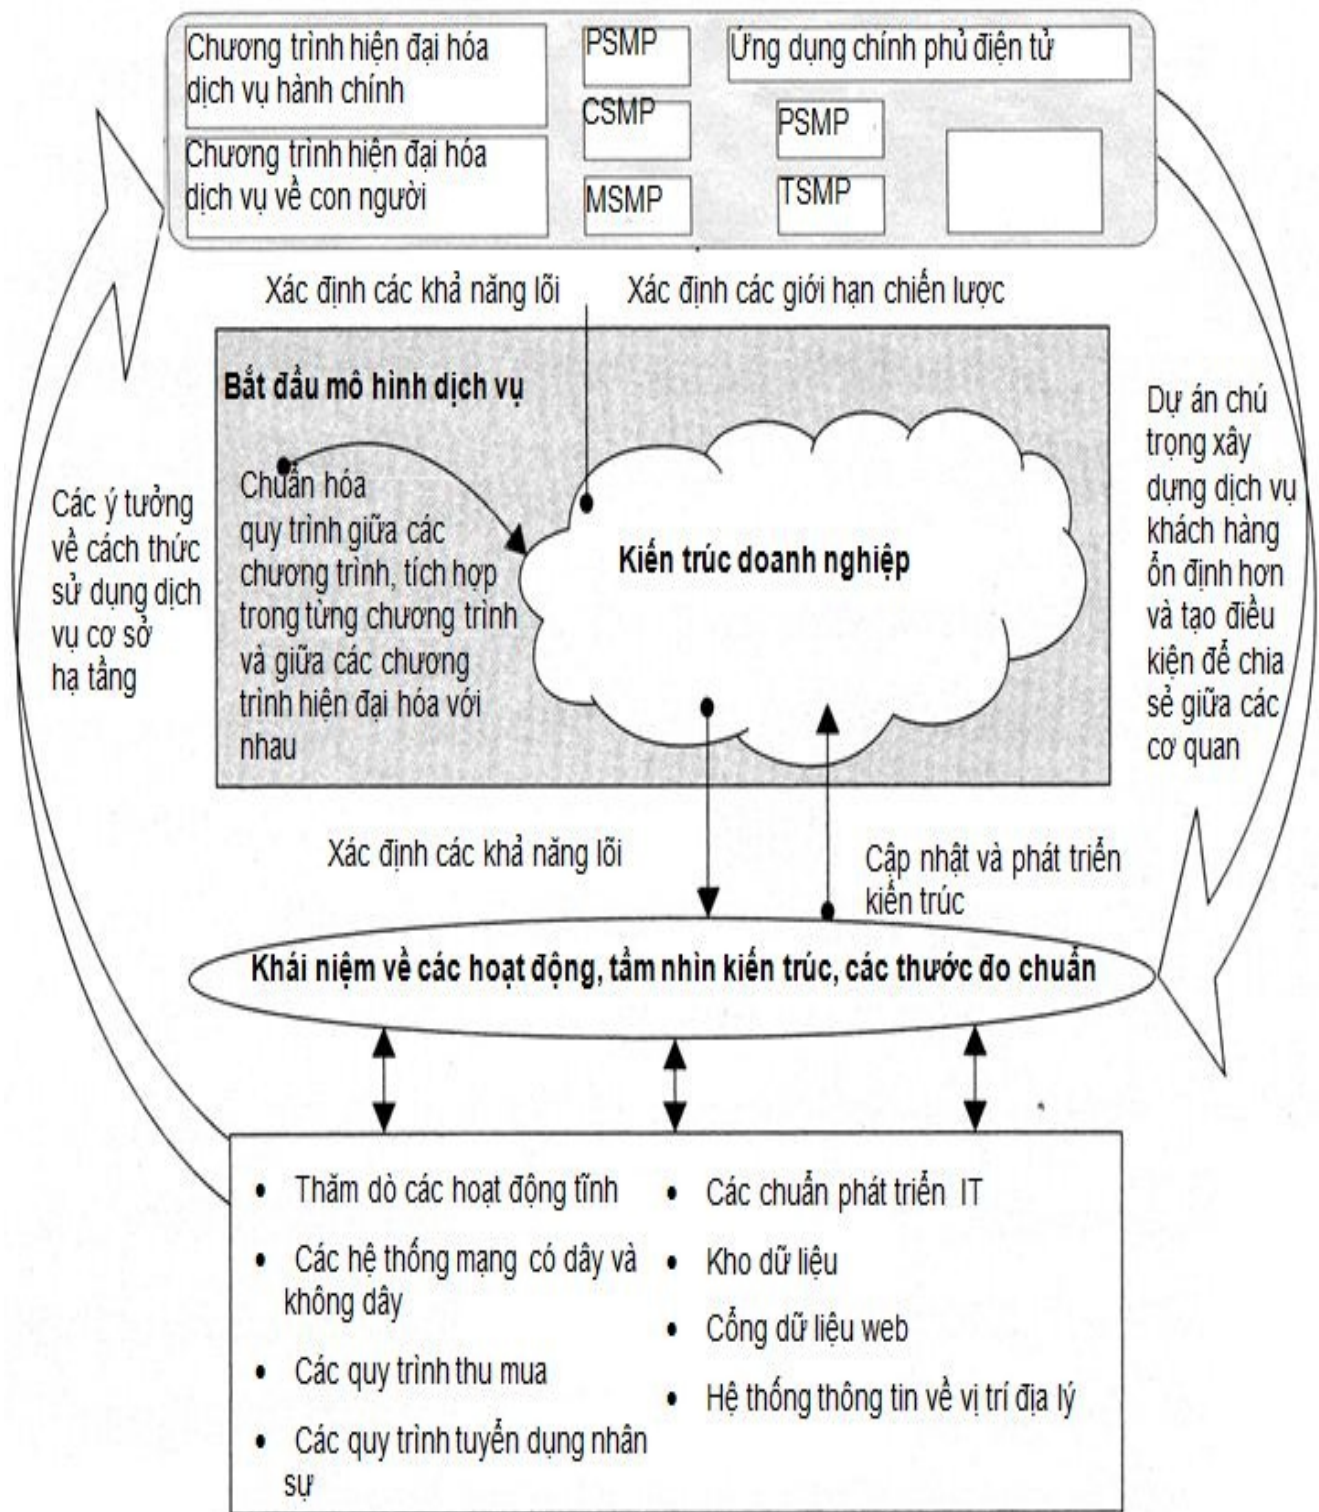 Chương trình hiện đại hóa
dịch vụ hành chính
Chương trình hiện đại hóa
dịch vụ về con người
PSMP
CSMP
MSMP
Ứng dụng chính phủ điện tử
PSMP
TSMP
Xác định các khả năng lõi
Xác định các giới hạn chiến lược
Bắt đầu mô hình dịch vụ
Chuẩn hóa
quy trình giữa các
chương trình, tích hợp
trong từng chương trình
và giữa các chương
trình hiện đại hóa với
nhau
Kiến trúc doanh nghiệp
Các ý tưởng
về cách thức
sử dụng dịch
vụ cơ sở
hạ tầng
Dự án chú
trọng xây
dựng dịch vụ
khách hàng
ổn định hơn
và tạo điều
kiện để chia
sẻ giữa các
cơ quan
Xác định các khả năng lõi
Cập nhật và phát triển
kiến trúc
Khái niệm về các hoạt động, tầm nhìn kiến trúc, các thước đo chuẩn
• Thăm dò các hoạt động tĩnh
• Các hệ thống mạng có dây và
không dây
• Các quy trình thu mua
• Các quy trình tuyển dụng nhân
sự
• Các chuẩn phát triển IT
• Kho dữ liệu
• Cổng dữ liệu web
• Hệ thống thông tin về vị trí địa lý